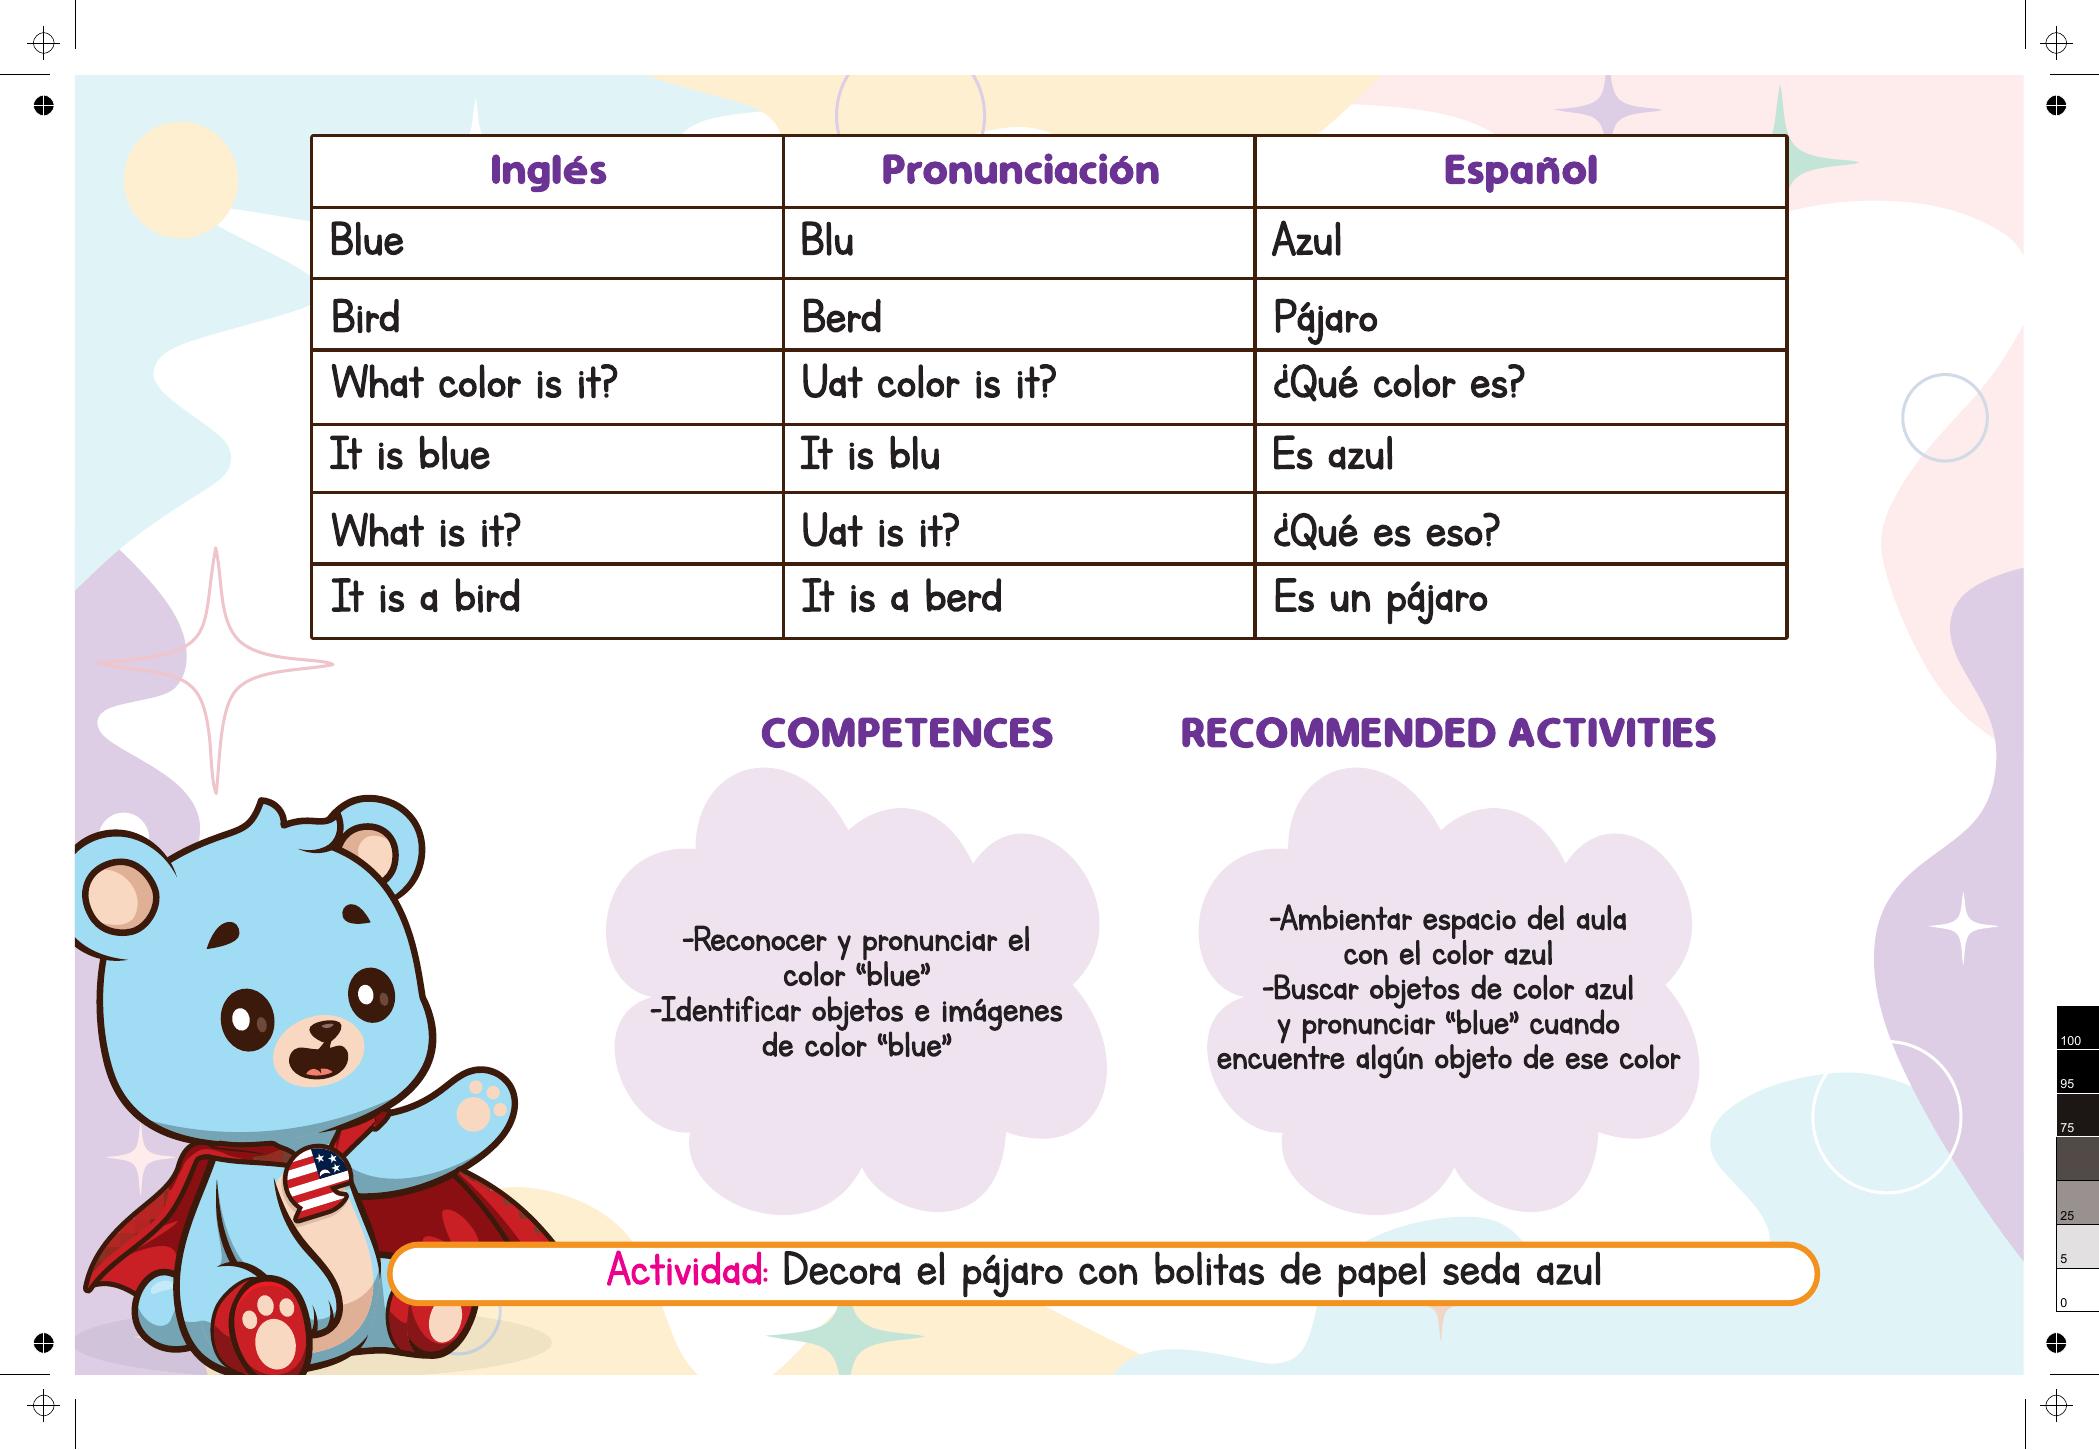 Inglés Pronunciación Español
Blue Blu Azul
Bird Berd Pájaro
What color is it? Uat color is it? ¿Qué color es?
It is blue It is blu Es azul
What is it? Uat is it? ¿Qué es eso?
It is a bird It is a berd Es un pájaro
COMPETENCES
-Reconocer y pronunciar el
color “blue”
-Identificar objetos e imágenes
de color “blue”
RECOMMENDED ACTIVITIES
-Ambientar espacio del aula
con el color azul
-Buscar objetos de color azul
y pronunciar “blue” cuando
encuentre algún objeto de ese color
Actividad: Decora el pájaro con bolitas de papel seda azul
100
95
75
25
5
0